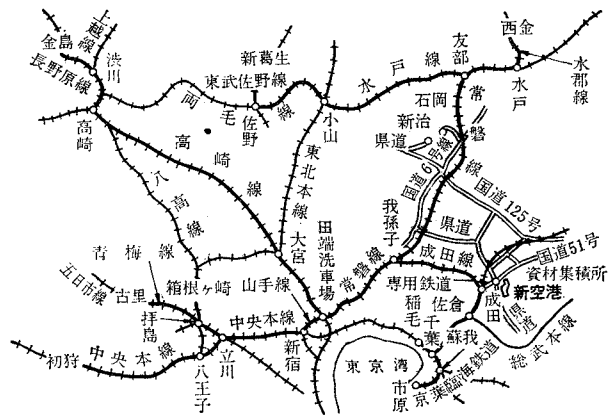 上越線
金島
渋川
長野原線
高崎
両毛線
新葛生
東武佐野線
佐野
小山
水戸線
友部
西金
水戸
水郡線
石岡
常磐線
新治
県道
国道6号線
国道125号
高崎線
八高線
東北本線
大宮
田端洗車場
我孫子
県道
成田線
国道51号
資材集積所
青梅線
五日市線
古里
箱根ヶ崎
山手線
常磐線
専用鉄道
成田
新空港
県道
佐倉
拝島
中央本線
新宿
稲毛
千葉
蘇我
総武本線
初狩
中央本線
八王子
立川
東京湾
市原
京葉臨海鉄道